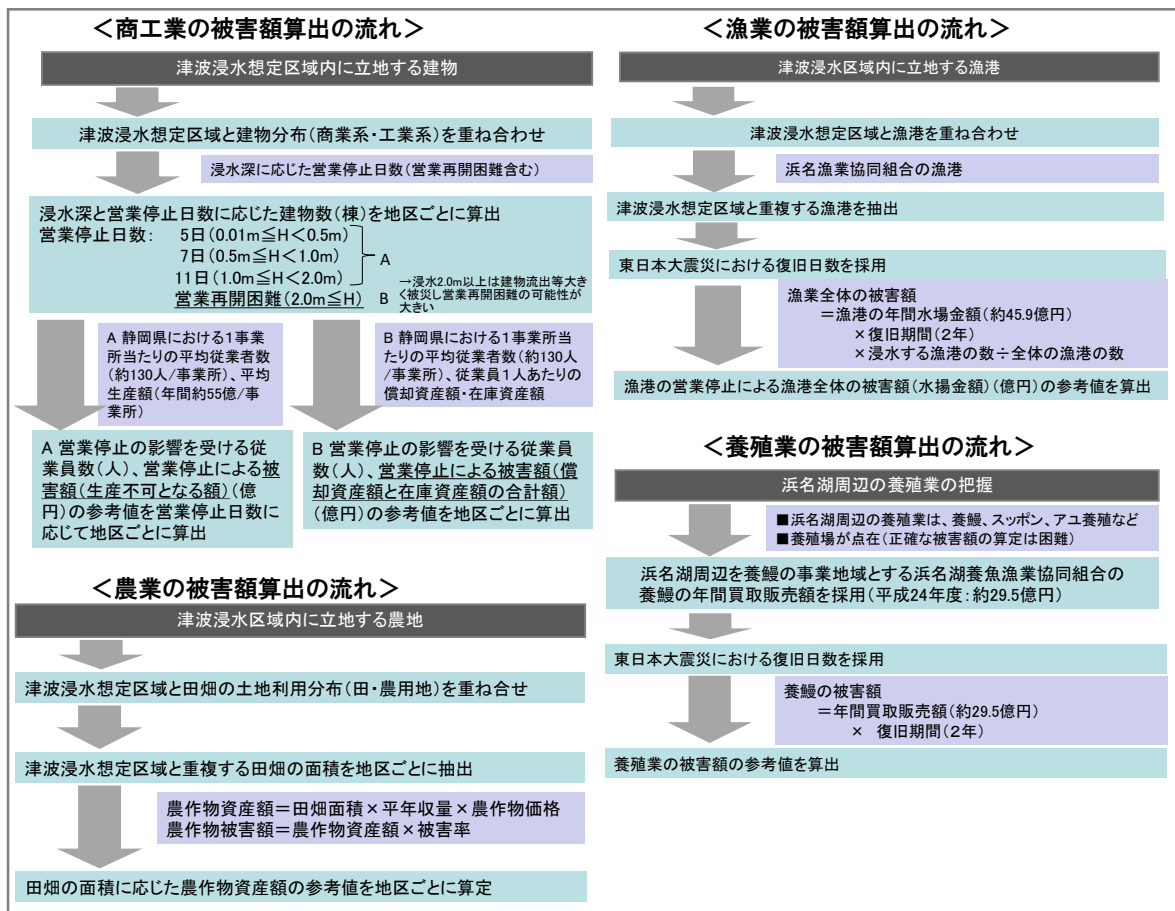 ＜商工業の被害額算出の流れ＞
津波浸水想定区域内に立地する建物
津波浸水想定区域と建物分布（商業系・工業系）を重ね合わせ
浸水深に応じた営業停止日数（営業再開困難含む）
浸水深と営業停止日数に応じた建物数（棟）を地区ごとに算出
営業停止日数： 5日（0.01m≦H＜0.5m）
7日（0.5m≦H＜1.0m）
11日（1.0m≦H＜2.0m）
A
営業再開困難（2.0m≦H）
B
→浸水2.0m以上は建物流出等大き
く被災し営業再開困難の可能性が
大きい
A 静岡県における1事業
所当たりの平均従業者数
（約130人/事業所）、平均
生産額（年間約55億/事
業所）
B 静岡県における1事業所当
たりの平均従業者数（約130人
/事業所）、従業員1人あたりの
償却資産額・在庫資産額
A 営業停止の影響を受ける従
業員数（人）、営業停止による被
害額（生産不可となる額）（億
円）の参考値を営業停止日数に
応じて地区ごとに算出
B 営業停止の影響を受ける従業員
数（人）、営業停止による被害額（償
却資産額と在庫資産額の合計額）
（億円）の参考値を地区ごとに算出
＜農業の被害額算出の流れ＞
津波浸水区域内に立地する農地
津波浸水想定区域と田畑の土地利用分布（田・農用地）を重ね合せ
津波浸水想定区域と重複する田畑の面積を地区ごとに抽出
農作物資産額＝田畑面積×平年収量×農作物価格
農作物被害額＝農作物資産額×被害率
田畑の面積に応じた農作物資産額の参考値を地区ごとに算定
＜漁業の被害額算出の流れ＞
津波浸水区域内に立地する漁港
津波浸水想定区域と漁港を重ね合わせ
浜名漁業協同組合の漁港
津波浸水想定区域と重複する漁港を抽出
東日本大震災における復旧日数を採用
漁業全体の被害額
＝漁港の年間水場金額（約45.9億円）
×復旧期間（2年）
×浸水する漁港の数÷全体の漁港の数
漁港の営業停止による漁港全体の被害額（水揚金額）（億円）の参考値を算出
＜養殖業の被害額算出の流れ＞
浜名湖周辺の養殖業の把握
■浜名湖周辺の養殖業は、養鰻、スッポン、アユ養殖など
■養殖場が点在（正確な被害額の算定は困難）
浜名湖周辺を養鰻の事業地域とする浜名湖養魚漁業協同組合の
養鰻の年間買取販売額を採用（平成24年度：約29.5億円）
東日本大震災における復旧日数を採用
養鰻の被害額
＝年間買取販売額（約29.5億円）
× 復旧期間（2年）
養殖業の被害額の参考値を算出